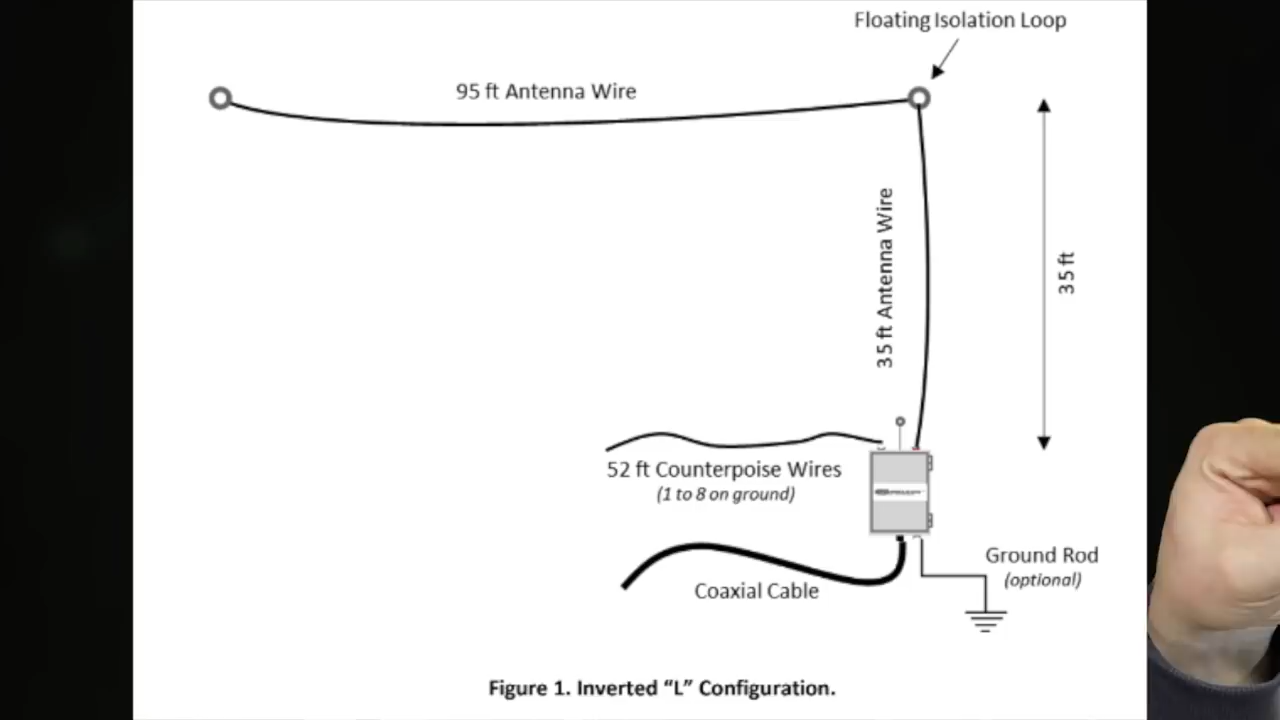 Floating Isolation Loop
95 ft Antenna Wire
35 ft Antenna Wire
35 ft
52 ft Counterpoise Wires
(1 to 8 on ground)
Ground Rod
(optional)
Coaxial Cable
Figure 1. Inverted “L” Configuration.